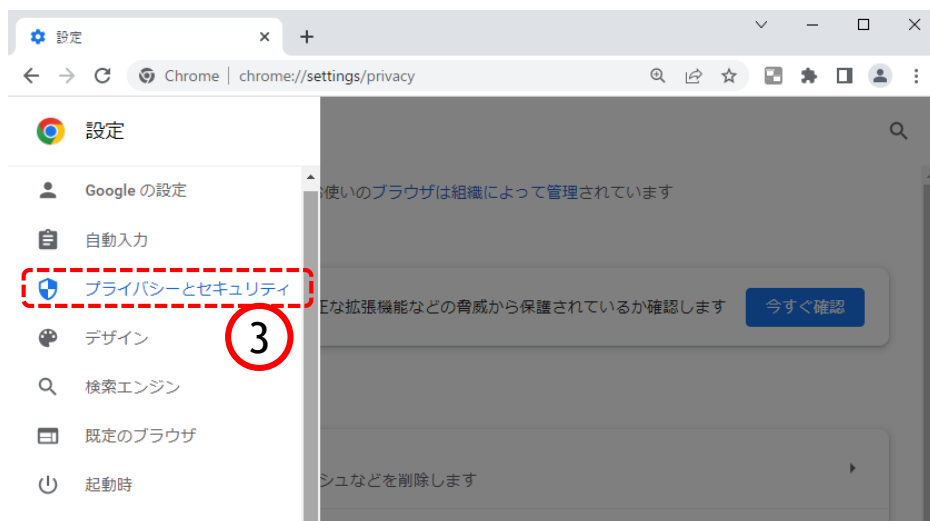 設定
Chrome | chrome://settings/privacy
設定
Google の設定
使いのブラウザは組織によって管理されています
自動入力
プライバシーとセキュリティ
な拡張機能などの脅威から保護されているか確認します
今すぐ確認
デザイン
3
検索エンジン
既定のブラウザ
シュなどを削除します
起動時